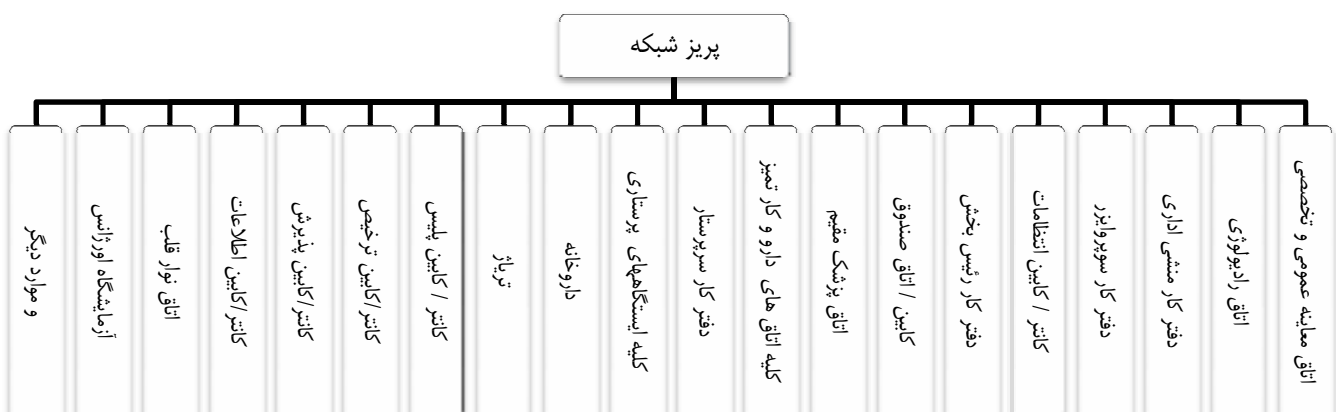 پریز شبکه
اتاق معاینه عمومی و تخصصی
اتاق رادیولوژی
دفتر کار منشی اداری
دفتر کار سوپروایزر
کانتر / کابین انتظامات
دفتر کار رئیس بخش
کابین / اتاق صندوق
اتاق پزشک مقیم
کلیه اتاق های دارو و کار تمیز
دفتر کار سرپرستار
کلیه ایستگاههای پرستاری
داروخانه
تریاژ
کانتر / کابین پلیس
کانتر/کابین ترخیص
کانتر/کابین پذیرش
کانتر/کابین اطلاعات
اتاق نوار قلب
آزمایشگاه اورژانس
و موارد دیگر